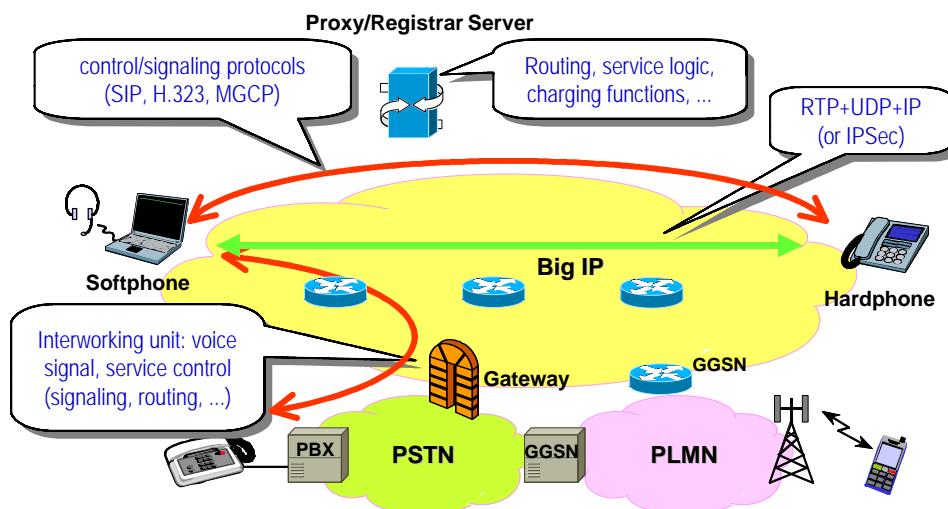 Proxy/Registrar Server
control/signaling protocols
(SIP, H.323, MGCP)
Routing, service logic,
charging functions, ...
RTP+UDP+IP
(or IPSec)
Softphone
Big IP
Hardphone
Interworking unit: voice
signal, service control
(signaling, routing, ...)
Gateway
GGSN
PBX
PSTN
GGSN
PLMN